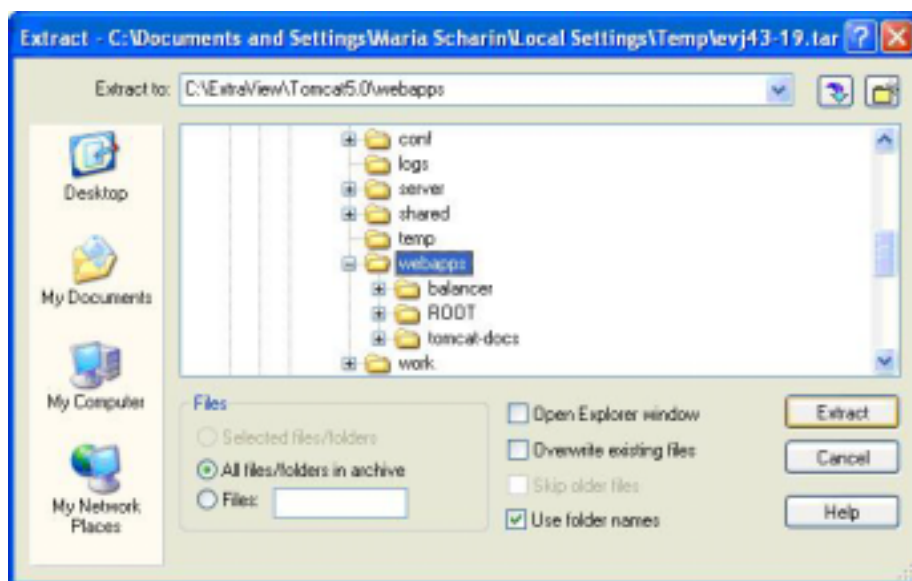 Extract - C:\Documents and Settings\Maria Scharin\Local Settings\Temp\evj43-19.tar
Extract to: C:\ExtraView\Tomcat5.0\webapps
conf
logs
server
shared
temp
webapps
balancer
ROOT
tomcat-docs
work
Desktop
My Documents
My Computer
My Network
Places
Files
Selected files/folders
All files/folders in archive
Files:
Open Explorer window
Overwrite existing files
Skip older files
Use folder names
Extract
Cancel
Help